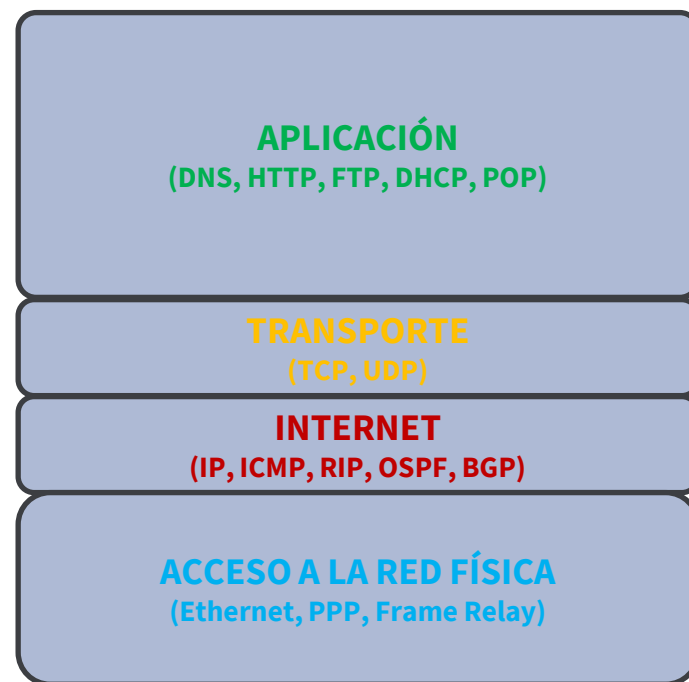 APLICACIÓN
(DNS, HTTP, FTP, DHCP, POP)
TRANSPORTE
(TCP, UDP)
INTERNET
(IP, ICMP, RIP, OSPF, BGP)
ACCESO A LA RED FÍSICA
(Ethernet, PPP, Frame Relay)